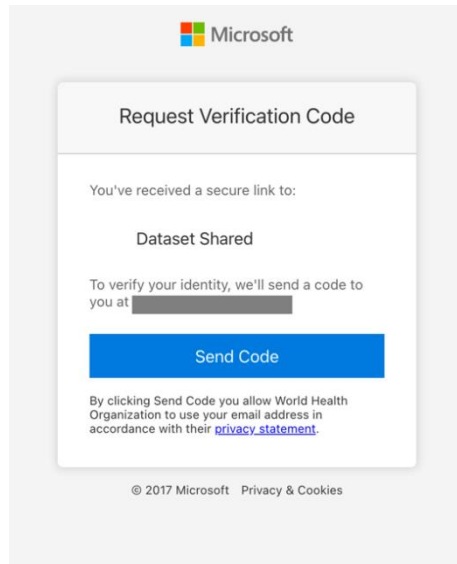 Microsoft
Request Verification Code
You've received a secure link to:
Dataset Shared
To verify your identity, we'll send a code to
you at
Send Code
By clicking Send Code you allow World Health
Organization to use your email address in
accordance with their privacy statement.
© 2017 Microsoft Privacy & Cookies